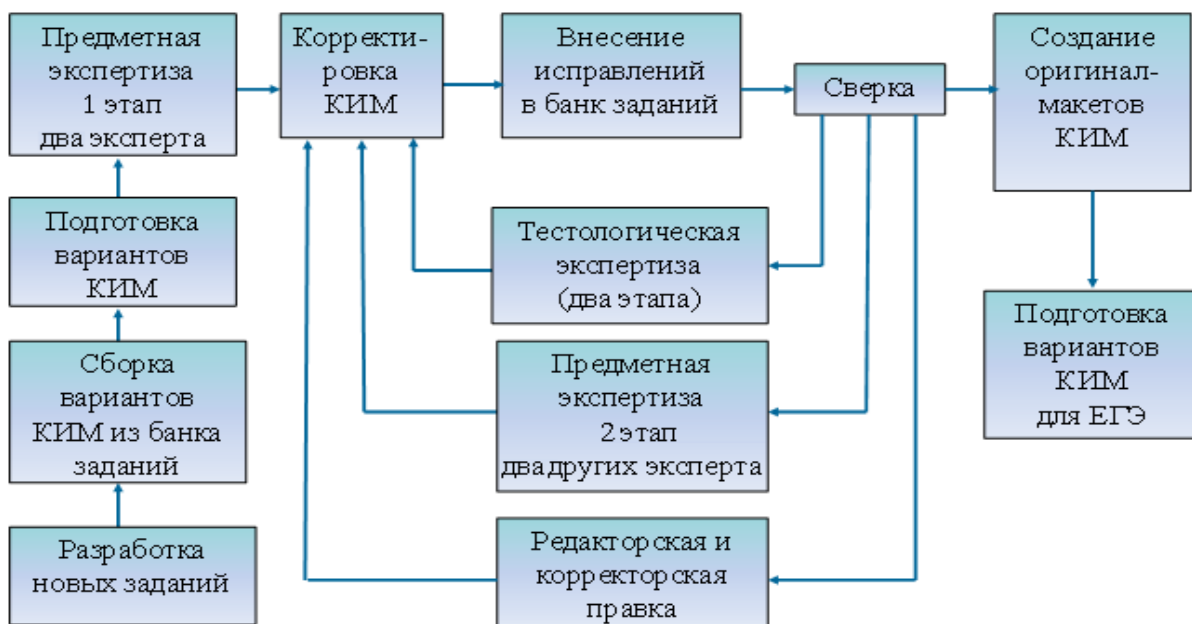 Предметная
экспертиза
1 этап
два эксперта
Корректи-
ровка
КИМ
Внесение
исправлений
в банк заданий
Сверка
Создание
оригинал-
макетов
КИМ
Подготовка
вариантов
КИМ
Тестологическая
экспертиза
(два этапа)
Подготовка
вариантов
КИМ
для ЕГЭ
Сборка
вариантов
КИМ из банка
заданий
Предметная
экспертиза
2 этап
два других эксперта
Разработка
новых заданий
Редакторская и
корректорская
правка